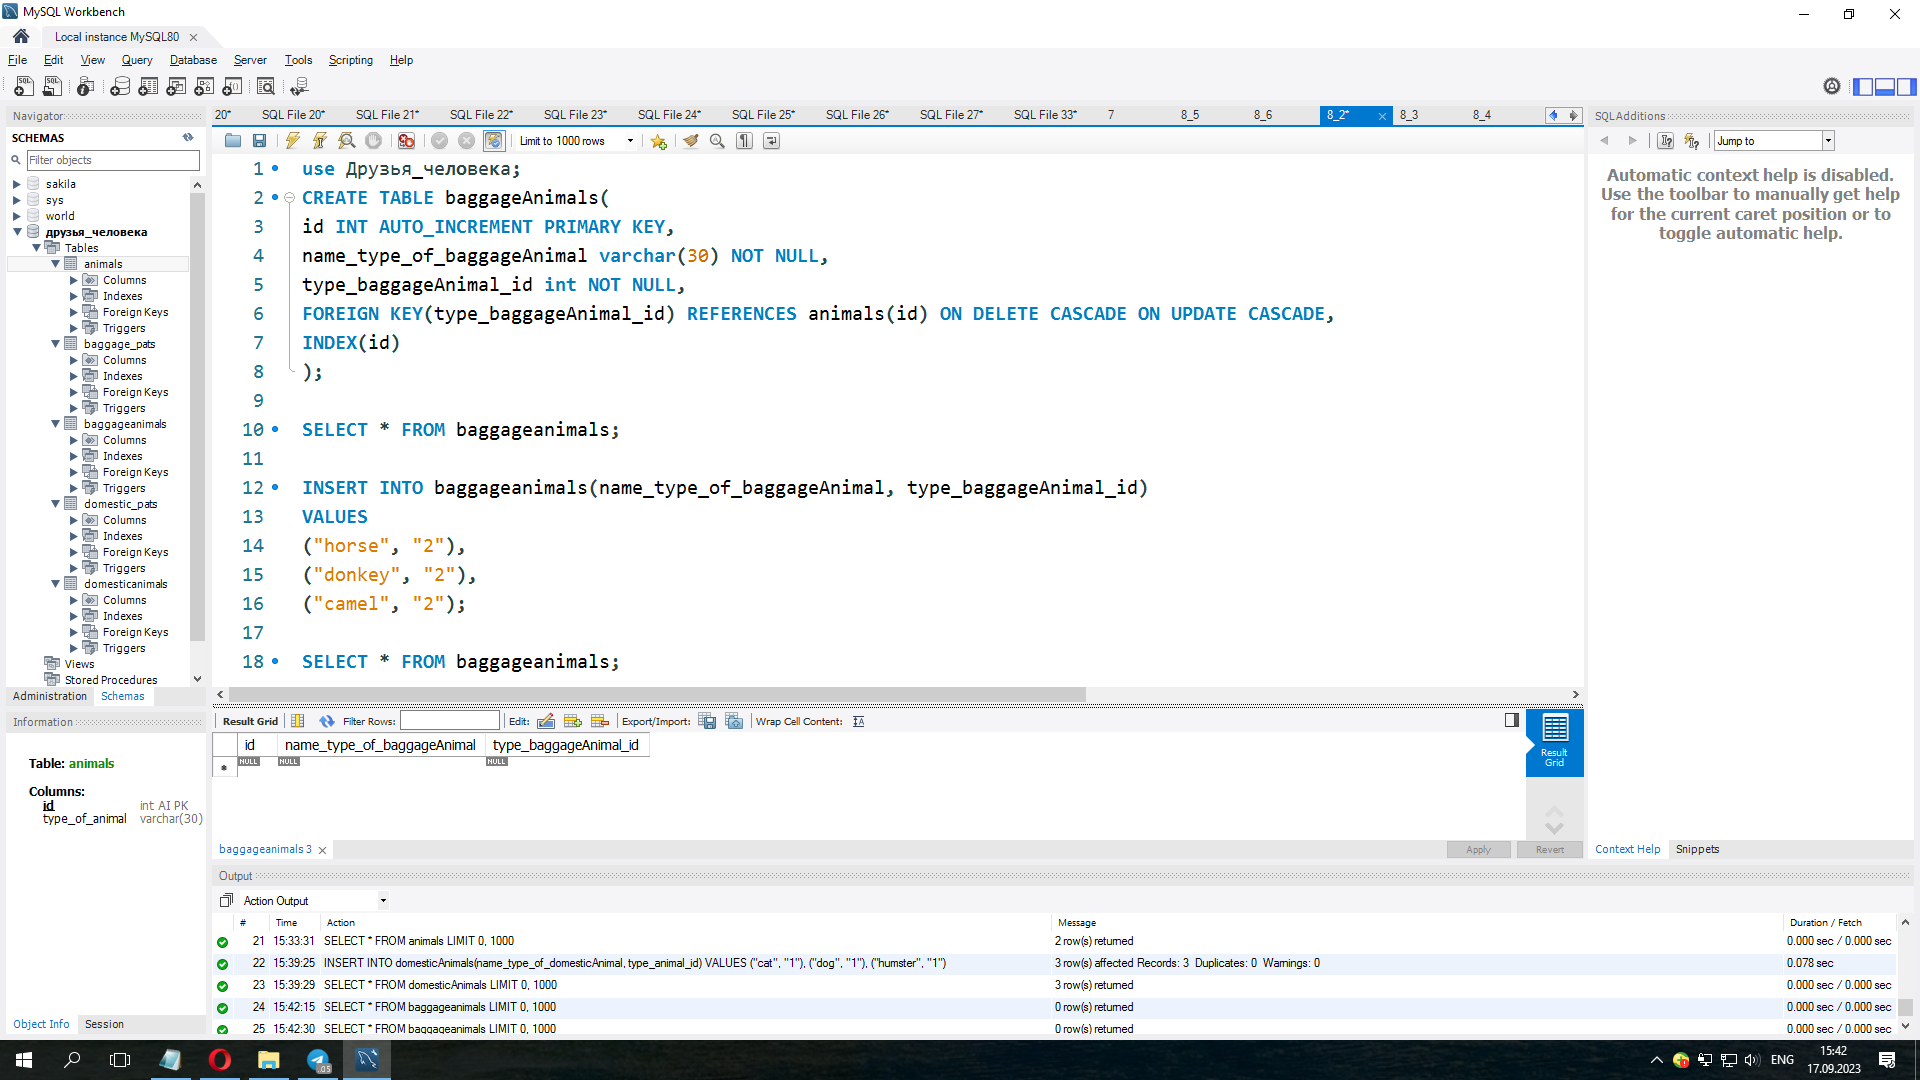 MySQL Workbench
Local instance MySQL80
File Edit View Query Database Server Tools Scripting Help
Navigator
SCHEMAS
Filter objects
sakila
sys
world
друзья_человека
Tables
animals
Columns
Indexes
Foreign Keys
Triggers
baggage_pats
Columns
Indexes
Foreign Keys
Triggers
baggageanimals
Columns
Indexes
Foreign Keys
Triggers
domestic_pats
Columns
Indexes
Foreign Keys
Triggers
domesticanimals
Columns
Indexes
Foreign Keys
Triggers
Views
Stored Procedures
Administration Schemas
Information
Table: animals
Columns:
id int AI PK
type_of_animal varchar(30)
Object Info Session
20* SQL File 20* SQL File 21* SQL File 22* SQL File 23* SQL File 24* SQL File 25* SQL File 26* SQL File 27* SQL File 33* 7 8_5 8_6 8_2* 8_3 8_4
Limit to 1000 rows
1 use Друзья_человека;
2 CREATE TABLE baggageAnimals(
3 id INT AUTO_INCREMENT PRIMARY KEY,
4 name_type_of_baggageAnimal varchar(30) NOT NULL,
5 type_baggageAnimal_id int NOT NULL,
6 FOREIGN KEY(type_baggageAnimal_id) REFERENCES animals(id) ON DELETE CASCADE ON UPDATE CASCADE,
7 INDEX(id)
8 );
9
10 SELECT * FROM baggageanimals;
11
12 INSERT INTO baggageanimals(name_type_of_baggageAnimal, type_baggageAnimal_id)
13 VALUES
14 ("horse", "2"),
15 ("donkey", "2"),
16 ("camel", "2");
17
18 SELECT * FROM baggageanimals;
Result Grid Filter Rows: Edit: Export/Import: Wrap Cell Content:
id name_type_of_baggageAnimal type_baggageAnimal_id
NULL NULL NULL
Result Grid
baggageanimals 3
Apply Revert
SQLAdditions
Jump to
Automatic context help is disabled.
Use the toolbar to manually get help
for the current caret position or to
toggle automatic help.
Context Help Snippets
Output
Action Output
# Time Action Message Duration / Fetch
21 15:33:31 SELECT * FROM animals LIMIT 0, 1000 2 row(s) returned 0.000 sec / 0.000 sec
22 15:39:25 INSERT INTO domesticAnimals(name_type_of_domesticAnimal, type_animal_id) VALUES ("cat", "1"), ("dog", "1"), ("humster", "1") 3 row(s) affected Records: 3 Duplicates: 0 Warnings: 0 0.078 sec
23 15:39:29 SELECT * FROM domesticAnimals LIMIT 0, 1000 3 row(s) returned 0.000 sec / 0.000 sec
24 15:42:15 SELECT * FROM baggageanimals LIMIT 0, 1000 0 row(s) returned 0.000 sec / 0.000 sec
25 15:42:30 SELECT * FROM baggageanimals LIMIT 0, 1000 0 row(s) returned 0.000 sec / 0.000 sec
.05
ENG
15:42
17.09.2023